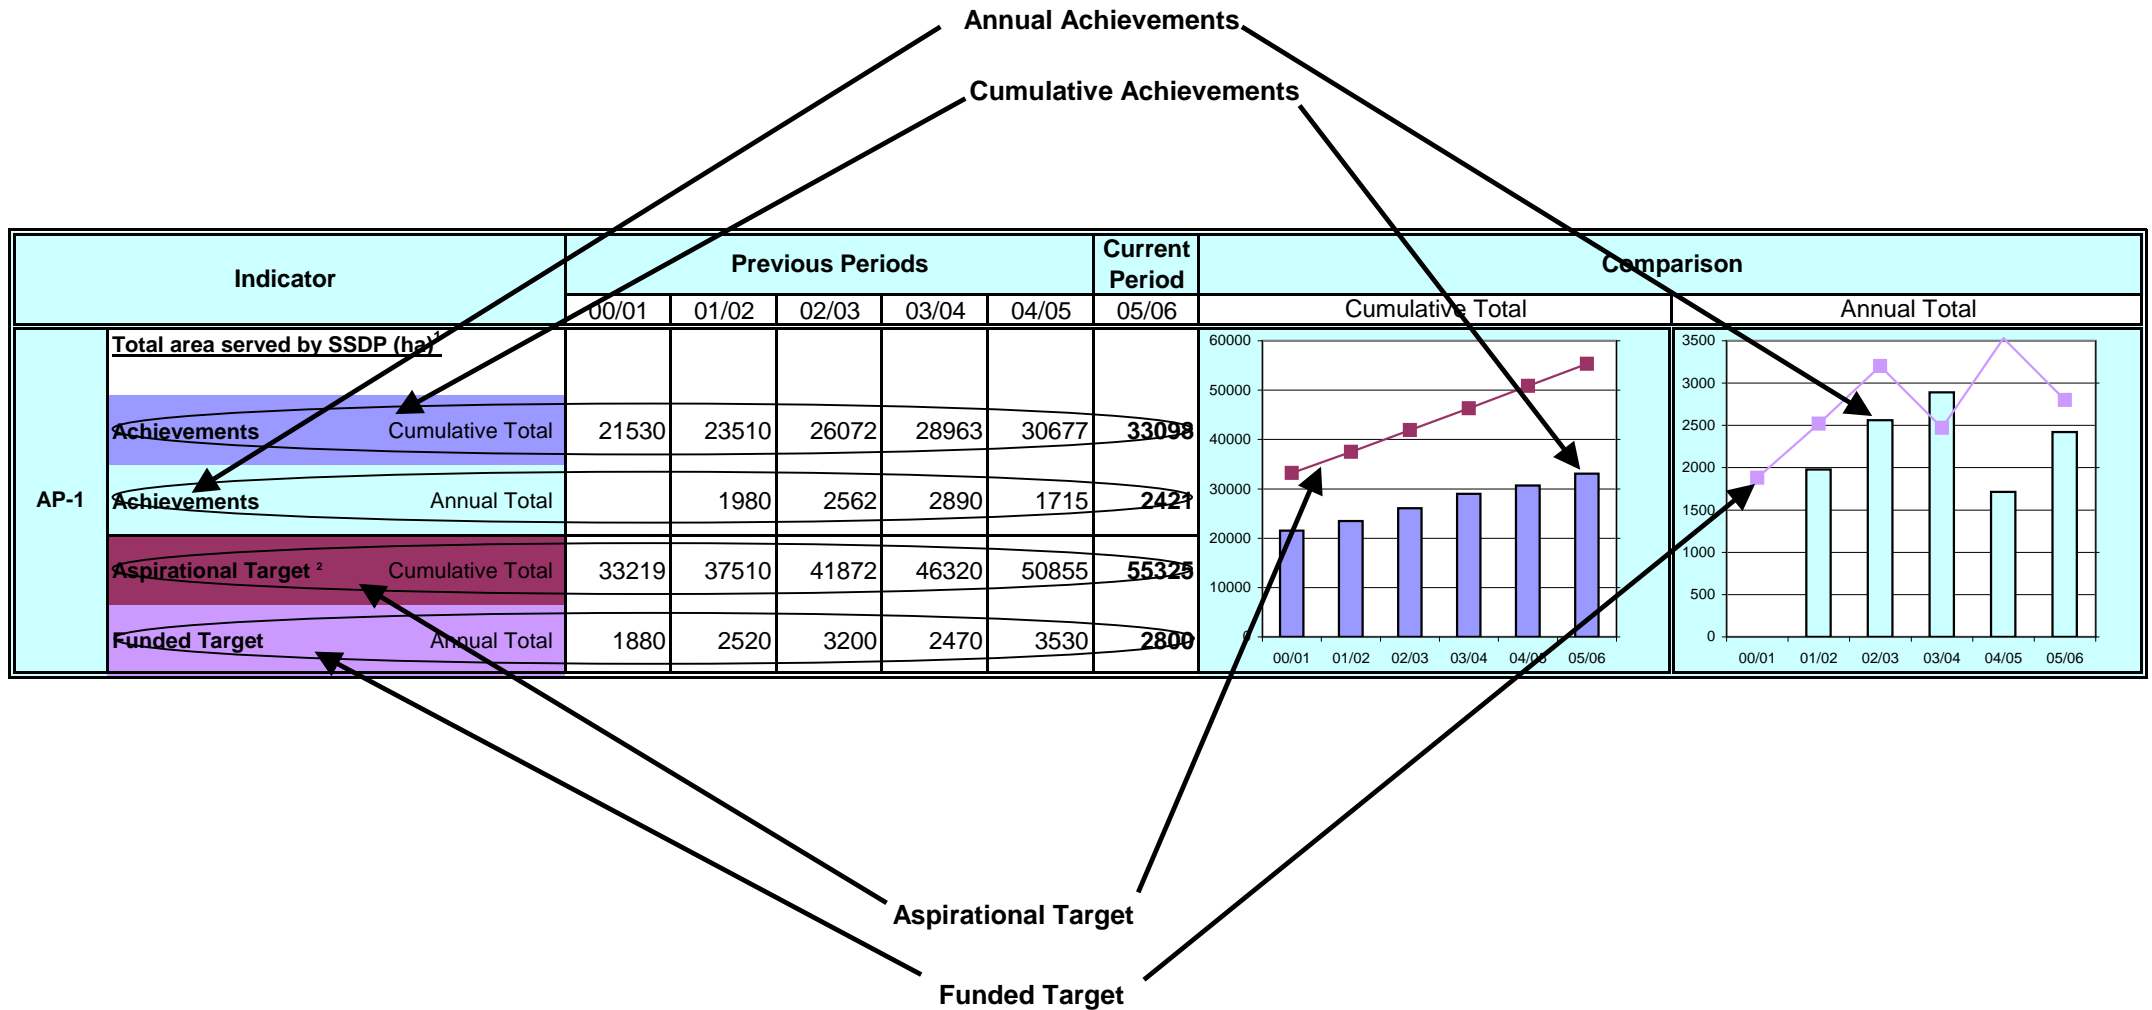 Annual Achievements
Cumulative Achievements
Indicator
Previous Periods
Current
Period
Comparison
00/01 01/02 02/03 03/04 04/05 05/06
Cumulative Total
Annual Total
AP-1
Total area served by SSDP (ha)¹
Achievements Cumulative Total 21530 23510 26072 28963 30677 33098
Achievements Annual Total 1980 2562 2890 1715 2421
Aspirational Target ² Cumulative Total 33219 37510 41872 46320 50855 55325
Funded Target Annual Total 1880 2520 3200 2470 3530 2800
60000
50000
40000
30000
20000
10000
0
00/01 01/02 02/03 03/04 04/05 05/06
3500
3000
2500
2000
1500
1000
500
0
00/01 01/02 02/03 03/04 04/05 05/06
Aspirational Target
Funded Target